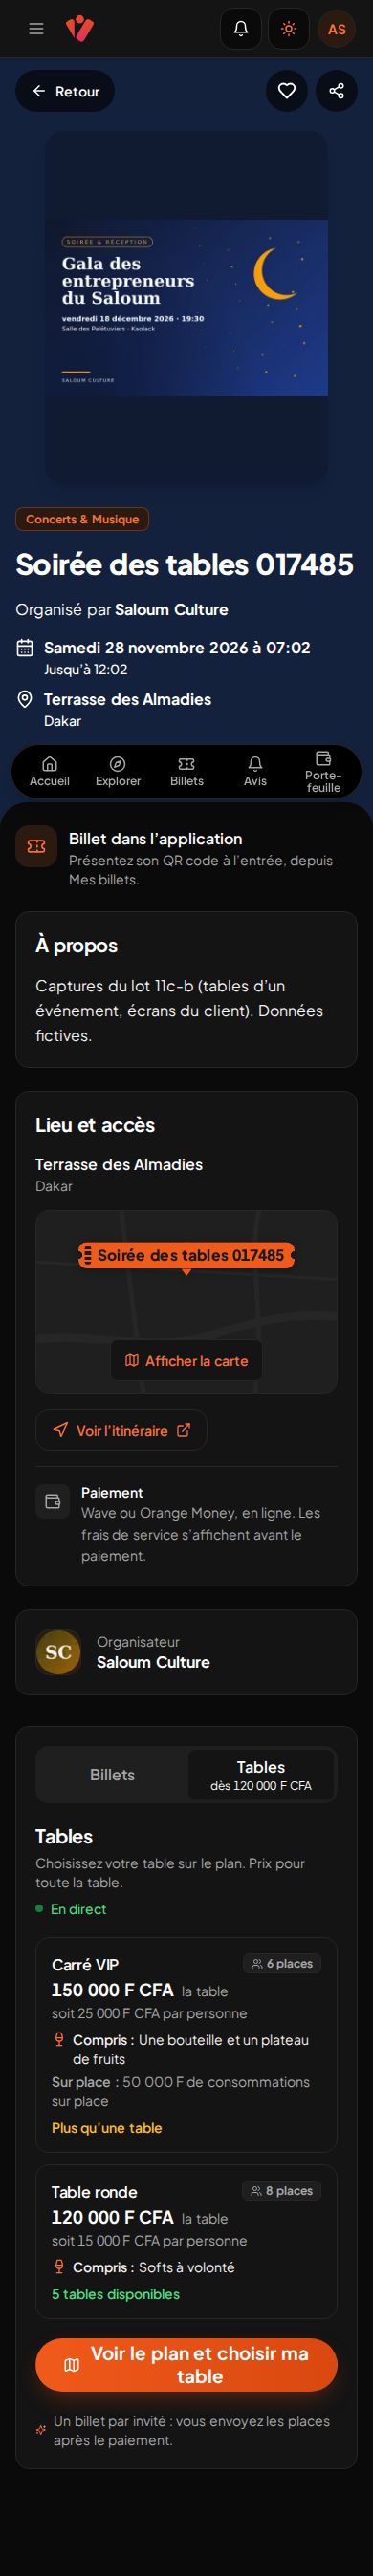 AS
Retour
SOIRÉE & RÉCEPTION
Gala des
entrepreneurs
du Saloum
vendredi 18 décembre 2026 · 19:30
Salle des Palétuviers · Kaolack
SALOUM CULTURE
Concerts & Musique
Soirée des tables 017485
Organisé par Saloum Culture
Samedi 28 novembre 2026 à 07:02
Jusqu’à 12:02
Terrasse des Almadies
Dakar
Accueil
Explorer
Billets
Avis
Porte-
feuille
Billet dans l’application
Présentez son QR code à l’entrée, depuis
Mes billets.
À propos
Captures du lot 11c-b (tables d’un
événement, écrans du client). Données
fictives.
Lieu et accès
Terrasse des Almadies
Dakar
Soirée des tables 017485
Afficher la carte
Voir l’itinéraire
Paiement
Wave ou Orange Money, en ligne. Les
frais de service s’affichent avant le
paiement.
SC
Organisateur
Saloum Culture
Billets
Tables
dès 120 000 F CFA
Tables
Choisissez votre table sur le plan. Prix pour
toute la table.
En direct
Carré VIP
6 places
150 000 F CFA la table
soit 25 000 F CFA par personne
Compris : Une bouteille et un plateau
de fruits
Sur place : 50 000 F de consommations
sur place
Plus qu’une table
Table ronde
8 places
120 000 F CFA la table
soit 15 000 F CFA par personne
Compris : Softs à volonté
5 tables disponibles
Voir le plan et choisir ma
table
Un billet par invité : vous envoyez les places
après le paiement.